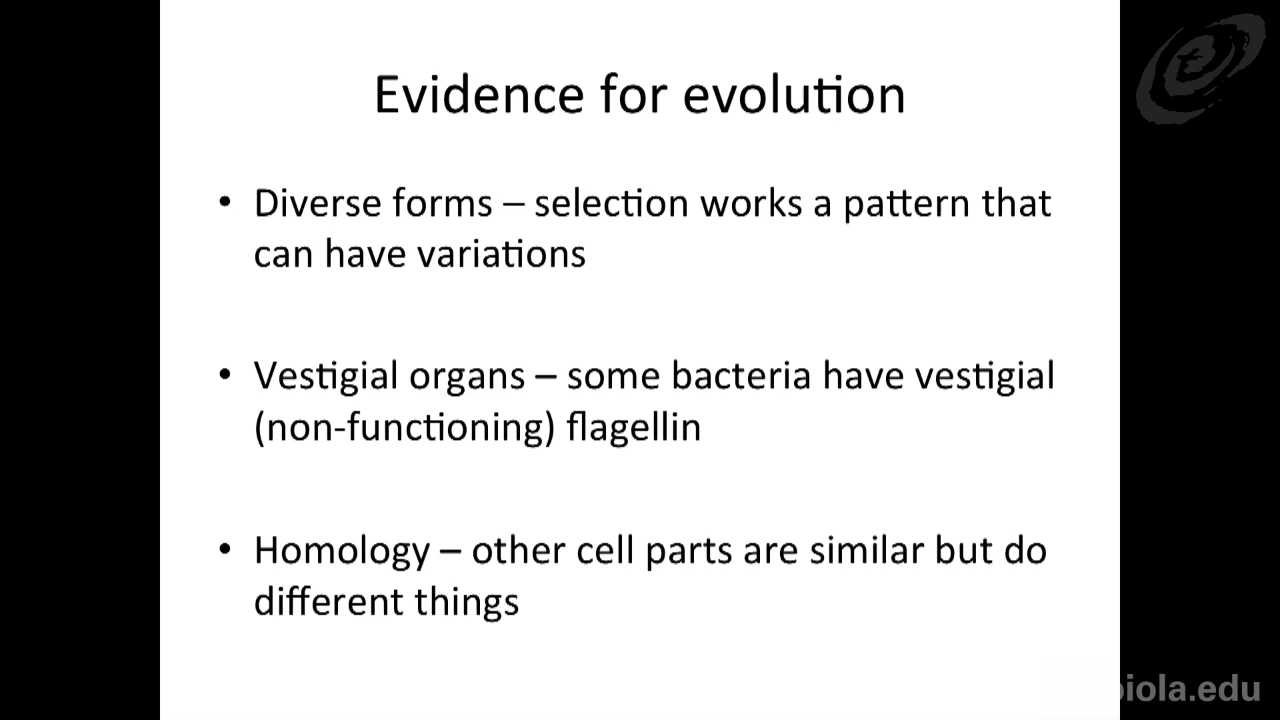 Evidence for evolution
• Diverse forms – selection works a pattern that
can have variations
• Vestigial organs – some bacteria have vestigial
(non-functioning) flagellin
• Homology – other cell parts are similar but do
different things
biola.edu